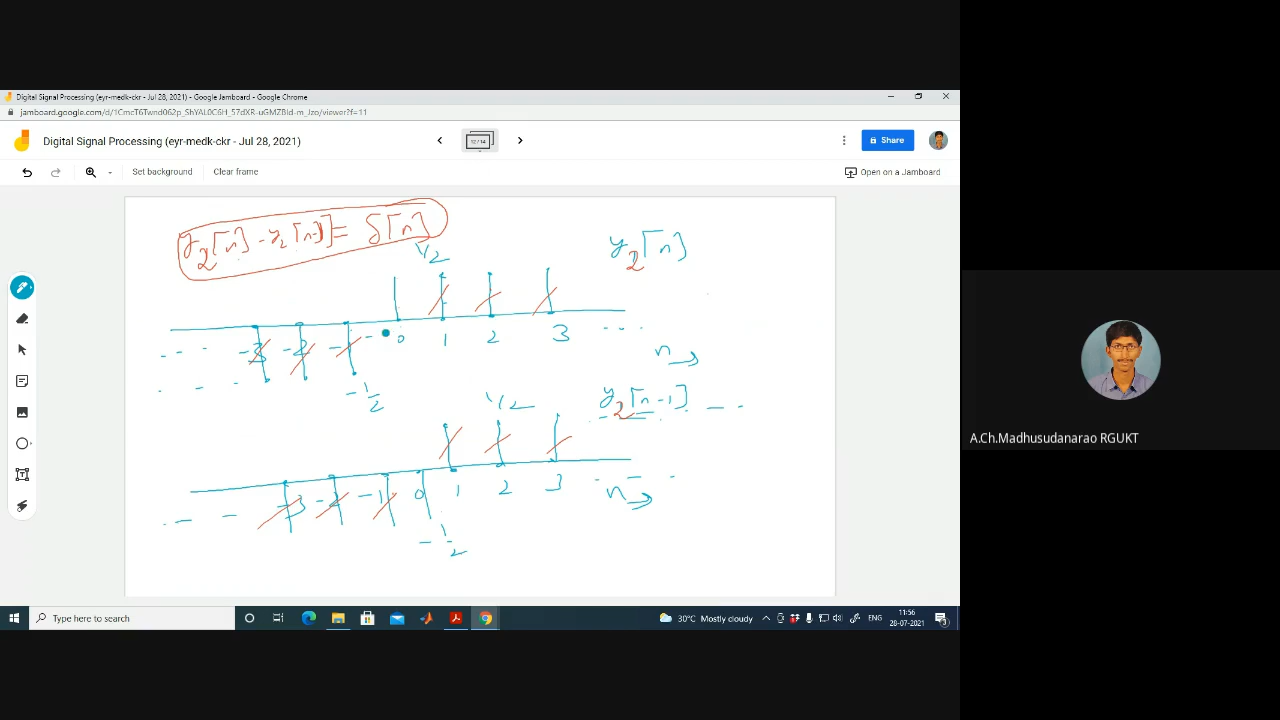 Digital Signal Processing (eyr-medk-ckr - Jul 28, 2021) - Google Jamboard - Google Chrome
Digital Signal Processing (eyr-medk-ckr - Jul 28, 2021)
12 / 14
Share
Set background
Clear frame
Open on a Jamboard
y2[n] - y2[n-1] = δ[n]
1/2
y2[n]
-3 -2 -1 0 1 2 3 ...
n→
-1/2
y2[n-1]
1/2
-3 -2 -1 0 1 2 3
n→
-1/2
A.Ch.Madhusudanarao RGUKT
Type here to search
30°C Mostly cloudy
ENG
11:56
28-07-2021
3